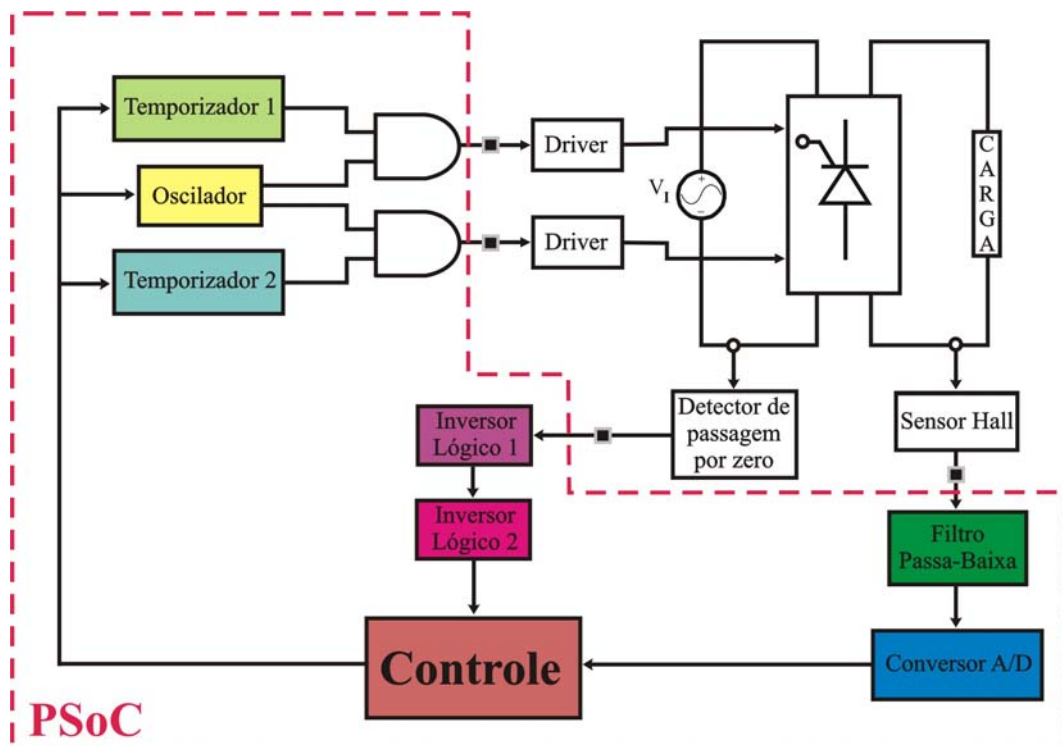 Temporizador 1
Oscilador
Temporizador 2
Driver
Driver
V_I
+
−
C
A
R
G
A
Detector de
passagem
por zero
Sensor Hall
Inversor
Lógico 1
Inversor
Lógico 2
Filtro
Passa-Baixa
Controle
Conversor A/D
PSoC